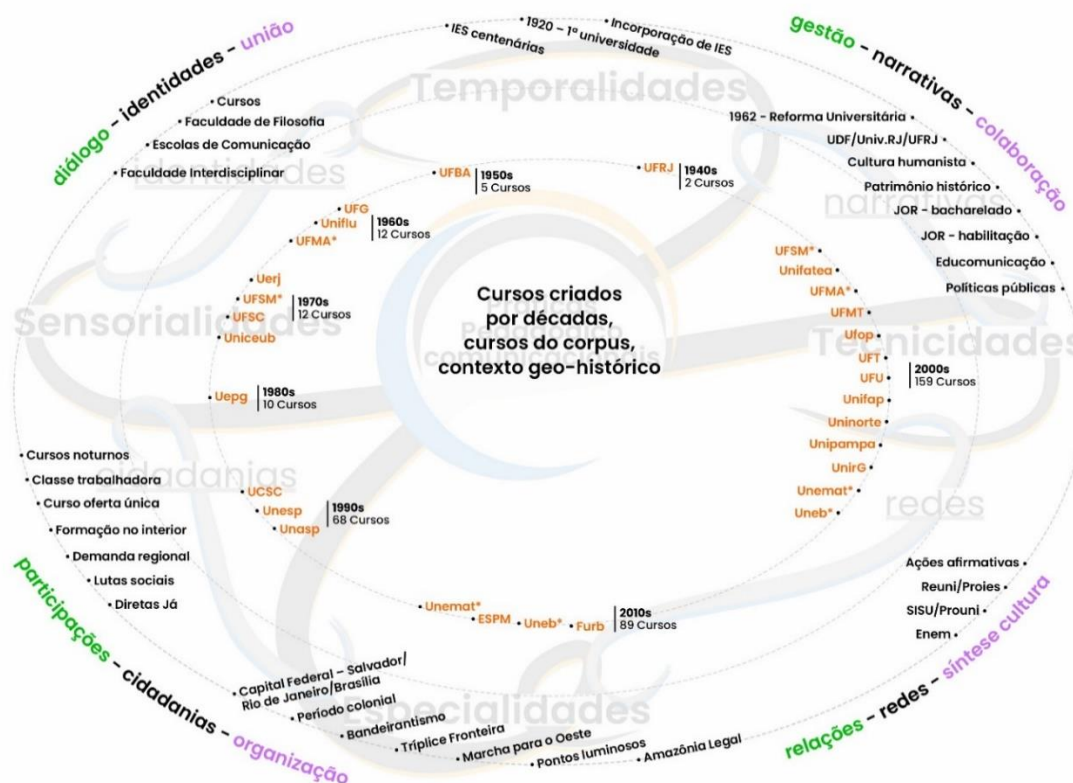 diálogo - identidades - união
gestão - narrativas - colaboração
participações - cidadanias - organização
relações - redes - síntese cultura
• IES centenárias
• 1920 – 1º universidade
• Incorporação de IES
Temporalidades
• Cursos
• Faculdade de Filosofia
• Escolas de Comunicação
• Faculdade Interdisciplinar
identidades
1962 - Reforma Universitária •
UDF/Univ.RJ/UFRJ •
Cultura humanista •
Patrimônio histórico •
JOR - bacharelado •
JOR - habilitação •
Educomunicação •
Políticas públicas •
narrativas
UFBA
1950s
5 Cursos
UFRJ
1940s
2 Cursos
UFG
Uniflu
UFMA*
1960s
12 Cursos
Uerj
UFSM*
UFSC
Uniceub
1970s
12 Cursos
Sensorialidades
Cursos criados
por décadas,
cursos do corpus,
contexto geo-histórico
comunicacionais
UFSM*
Unifatea
UFMA*
UFMT
Ufop
UFT
UFU
Unifap
Uninorte
Unipampa
UnirG
Unemat*
Uneb*
2000s
159 Cursos
Tecnicidades
Uepg
1980s
10 Cursos
cidadanias
UCSC
Unesp
Unasp
1990s
68 Cursos
redes
• Cursos noturnos
• Classe trabalhadora
• Curso oferta única
• Formação no interior
• Demanda regional
• Lutas sociais
• Diretas Já
Ações afirmativas •
Reuni/Proies •
SISU/Prouni •
Enem •
Unemat*
ESPM
Uneb*
Furb
2010s
89 Cursos
Especialidades
• Capital Federal – Salvador/
Rio de Janeiro/Brasília
• Período colonial
• Bandeirantismo
• Tríplice Fronteira
• Marcha para o Oeste
• Pontos luminosos
• Amazônia Legal